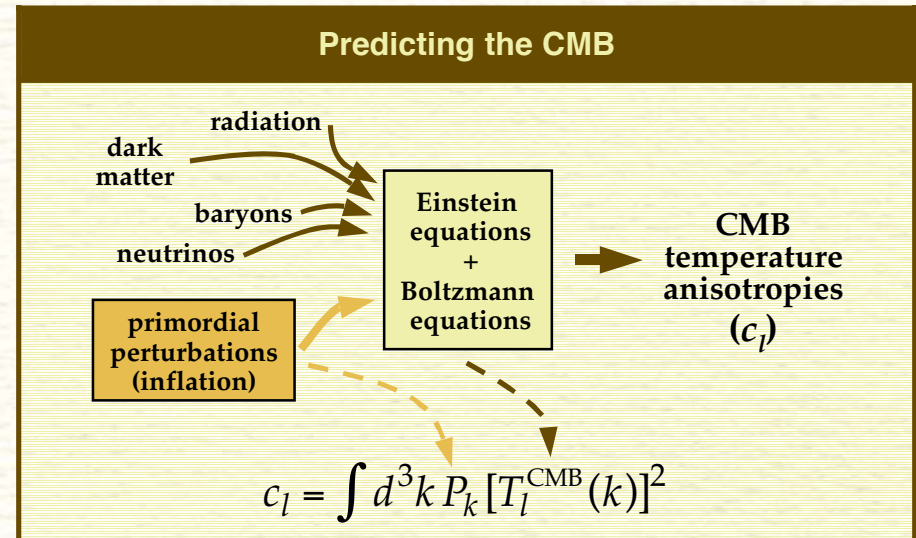 Predicting the CMB
radiation
dark
matter
baryons
neutrinos
primordial
perturbations
(inflation)
Einstein
equations
+
Boltzmann
equations
CMB
temperature
anisotropies
(c_l)
c_l = ∫ d³k P_k [T_l^CMB(k)]²